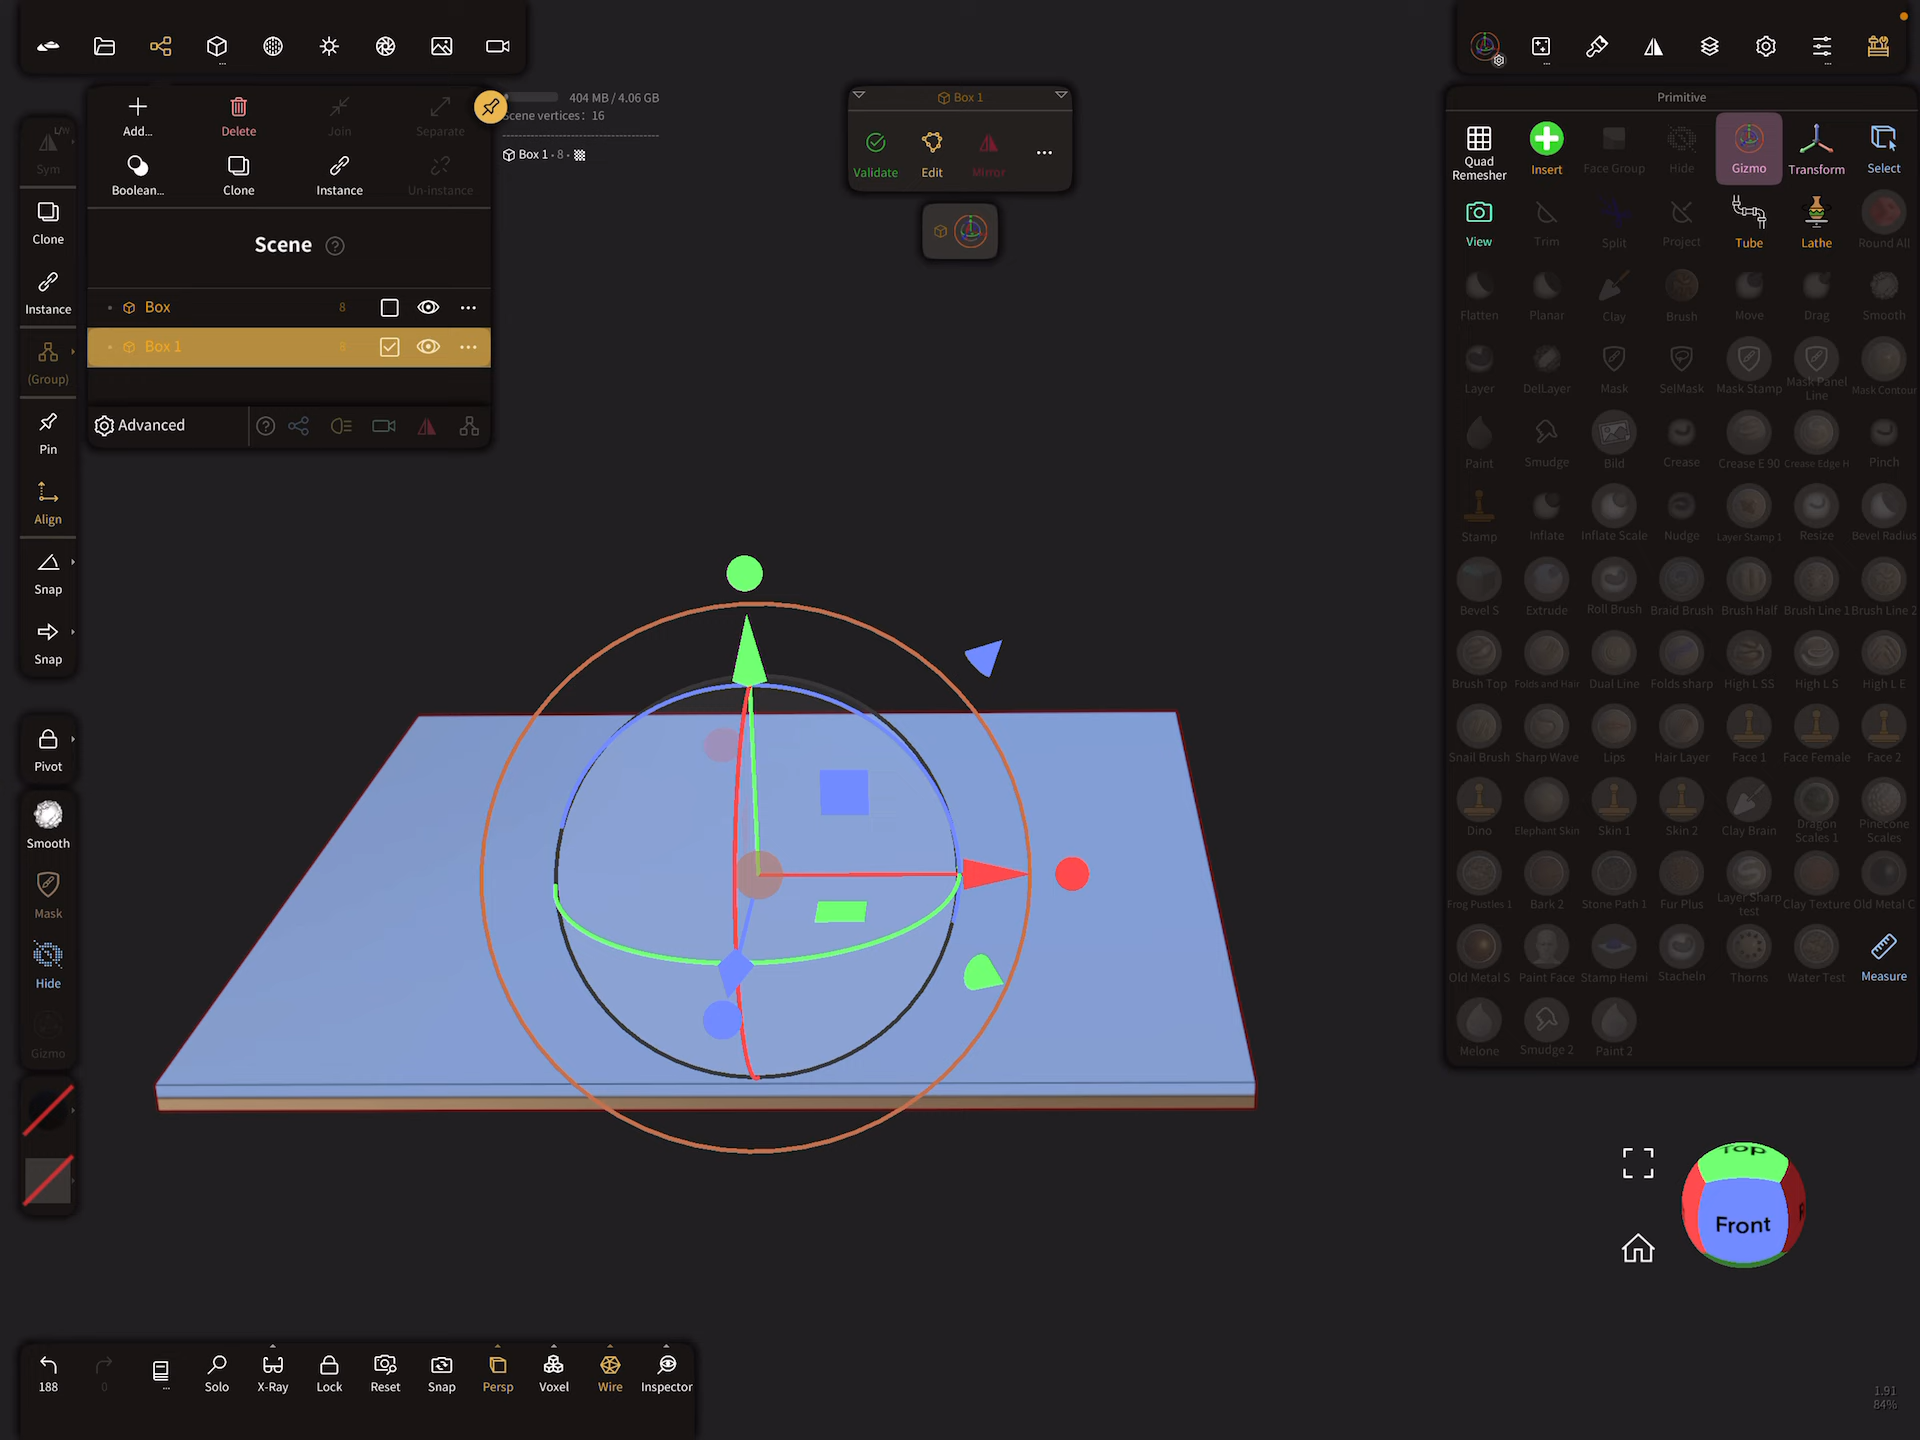 Add...
Delete
Join
Separate
Boolean...
Clone
Instance
Un-instance
Scene ?
Box 8
Box 1 8
Advanced ?
404 MB / 4.06 GB
Scene vertices: 16
Box 1 · 8 ·
Box 1
Validate
Edit
Mirror
...
L/W
Sym
Clone
Instance
(Group)
Pin
Align
Snap
Snap
Pivot
Smooth
Mask
Hide
Gizmo
Primitive
Quad Remesher
Insert
Face Group
Hide
Gizmo
Transform
Select
View
Trim
Split
Project
Tube
Lathe
Round All
Flatten
Planar
Clay
Brush
Move
Drag
Smooth
Layer
DelLayer
Mask
SelMask
Mask Stamp
Mask Panel Line
Mask Contour
Paint
Smudge
Bild
Crease
Crease E 90
Crease Edge H
Pinch
Stamp
Inflate
Inflate Scale
Nudge
Layer Stamp 1
Resize
Bevel Radius
Bevel S
Extrude
Roll Brush
Braid Brush
Brush Half
Brush Line 1
Brush Line 2
Brush Top
Folds and Hair
Dual Line
Folds sharp
High L SS
High L S
High L E
Snail Brush
Sharp Wave
Lips
Hair Layer
Face 1
Face Female
Face 2
Dino
Elephant Skin
Skin 1
Skin 2
Clay Brain
Dragon Scales 1
Pinecone Scales
Frog Pustles 1
Bark 2
Stone Path 1
Fur Plus
Layer Sharp test
Clay Texture
Old Metal C
Old Metal S
Paint Face
Stamp Hemi
Stacheln
Thorns
Water Test
Measure
Melone
Smudge 2
Paint 2
Top
Front
R
188
0
...
Solo
X-Ray
Lock
Reset
Snap
Persp
Voxel
Wire
Inspector
1.91
84%